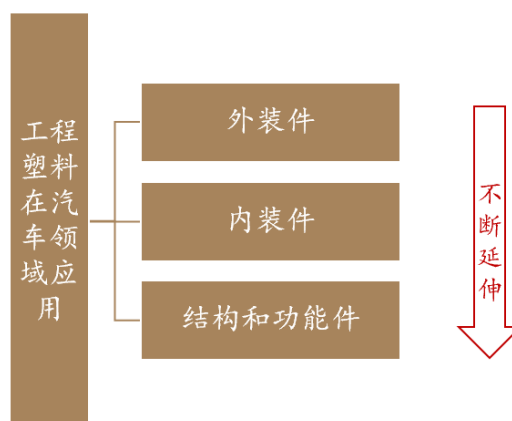 工程
塑料
在汽
车领
域应
用
外装件
内装件
结构和功能件
不
断
延
伸